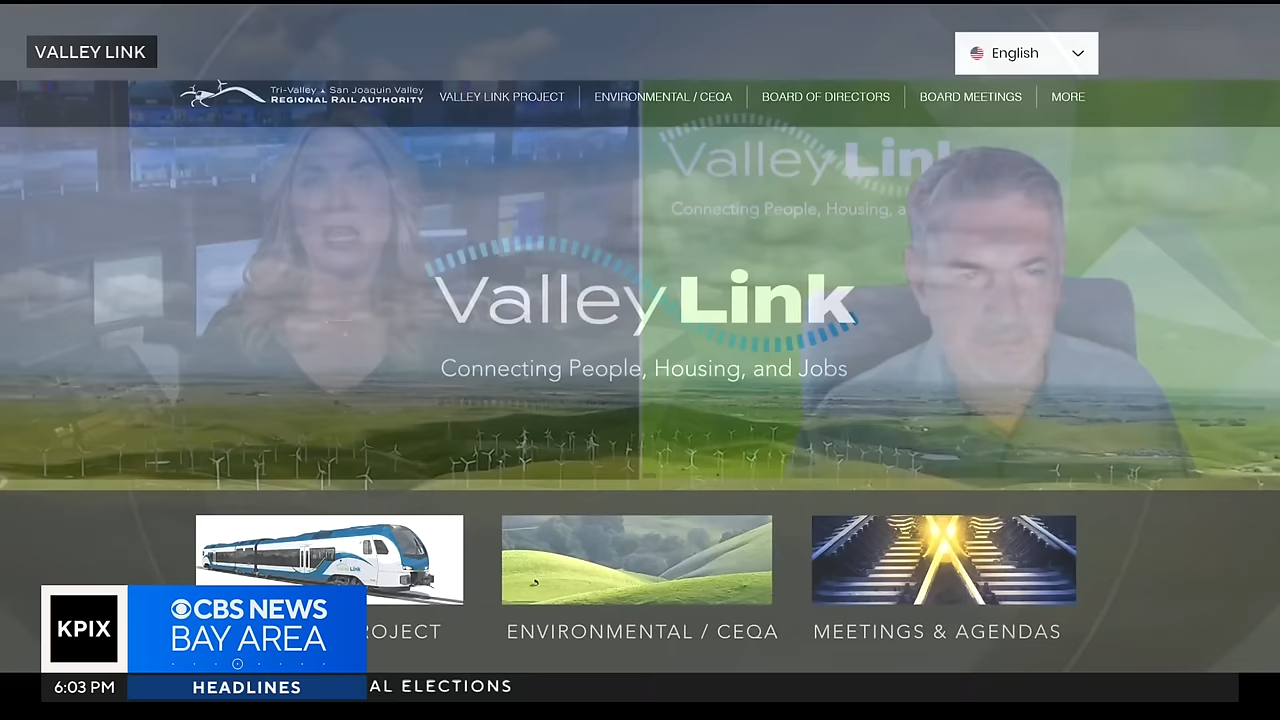 VALLEY LINK
English
Tri-Valley ▲ San Joaquin Valley
REGIONAL RAIL AUTHORITY
VALLEY LINK PROJECT
ENVIRONMENTAL / CEQA
BOARD OF DIRECTORS
BOARD MEETINGS
MORE
Valley Link
Connecting People, Housing, a
Valley Link
Connecting People, Housing, and Jobs
Link
ROJECT
ENVIRONMENTAL / CEQA
MEETINGS & AGENDAS
KPIX
CBS NEWS
BAY AREA
6:03 PM
HEADLINES
AL ELECTIONS